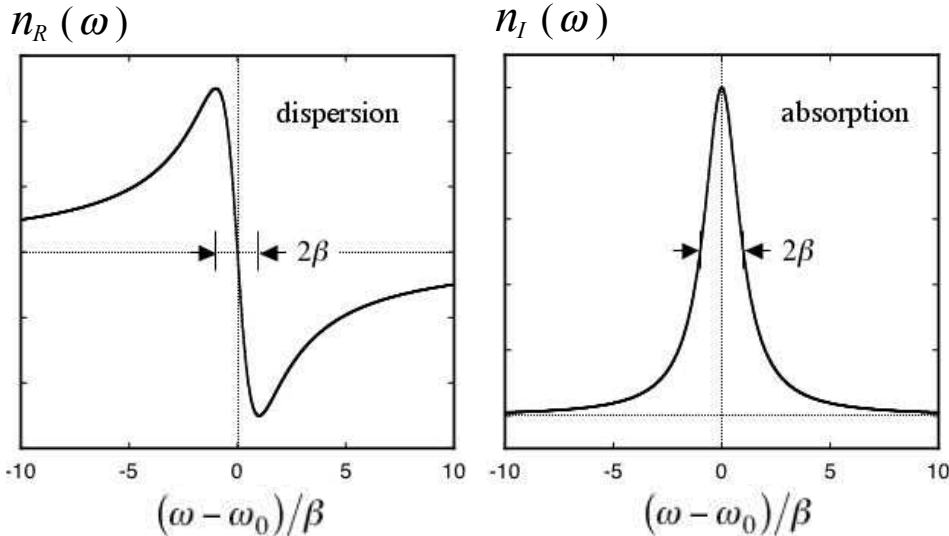 n_R (ω)
dispersion
2β
-10 -5 0 5 10
(ω − ω₀)/β
n_I (ω)
absorption
2β
-10 -5 0 5 10
(ω − ω₀)/β